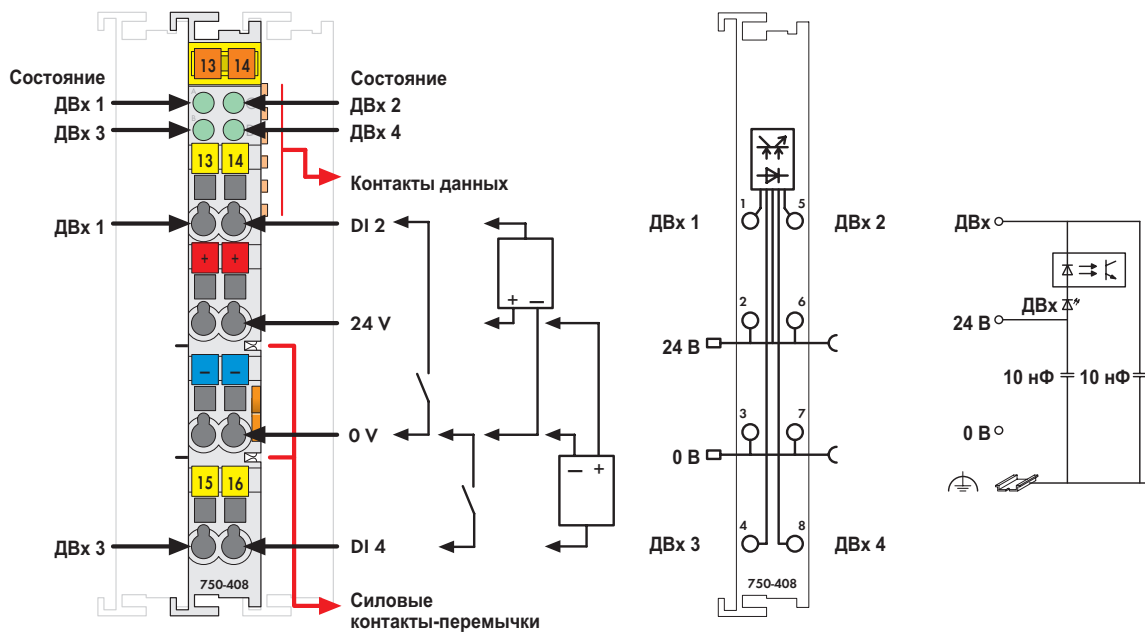 13 14
Состояние
ДВх 1
ДВх 3
Состояние
ДВх 2
ДВх 4
13 14
Контакты данных
ДВх 1
DI 2
+ +
24 V
– –
0 V
15 16
ДВх 3
DI 4
750-408
Силовые
контакты-перемычки
+ –
– +
1 5
ДВх 1
ДВх 2
2 6
24 В
3 7
0 В
4 8
ДВх 3
ДВх 4
750-408
ДВх
ДВх
24 В
10 нФ 10 нФ
0 В